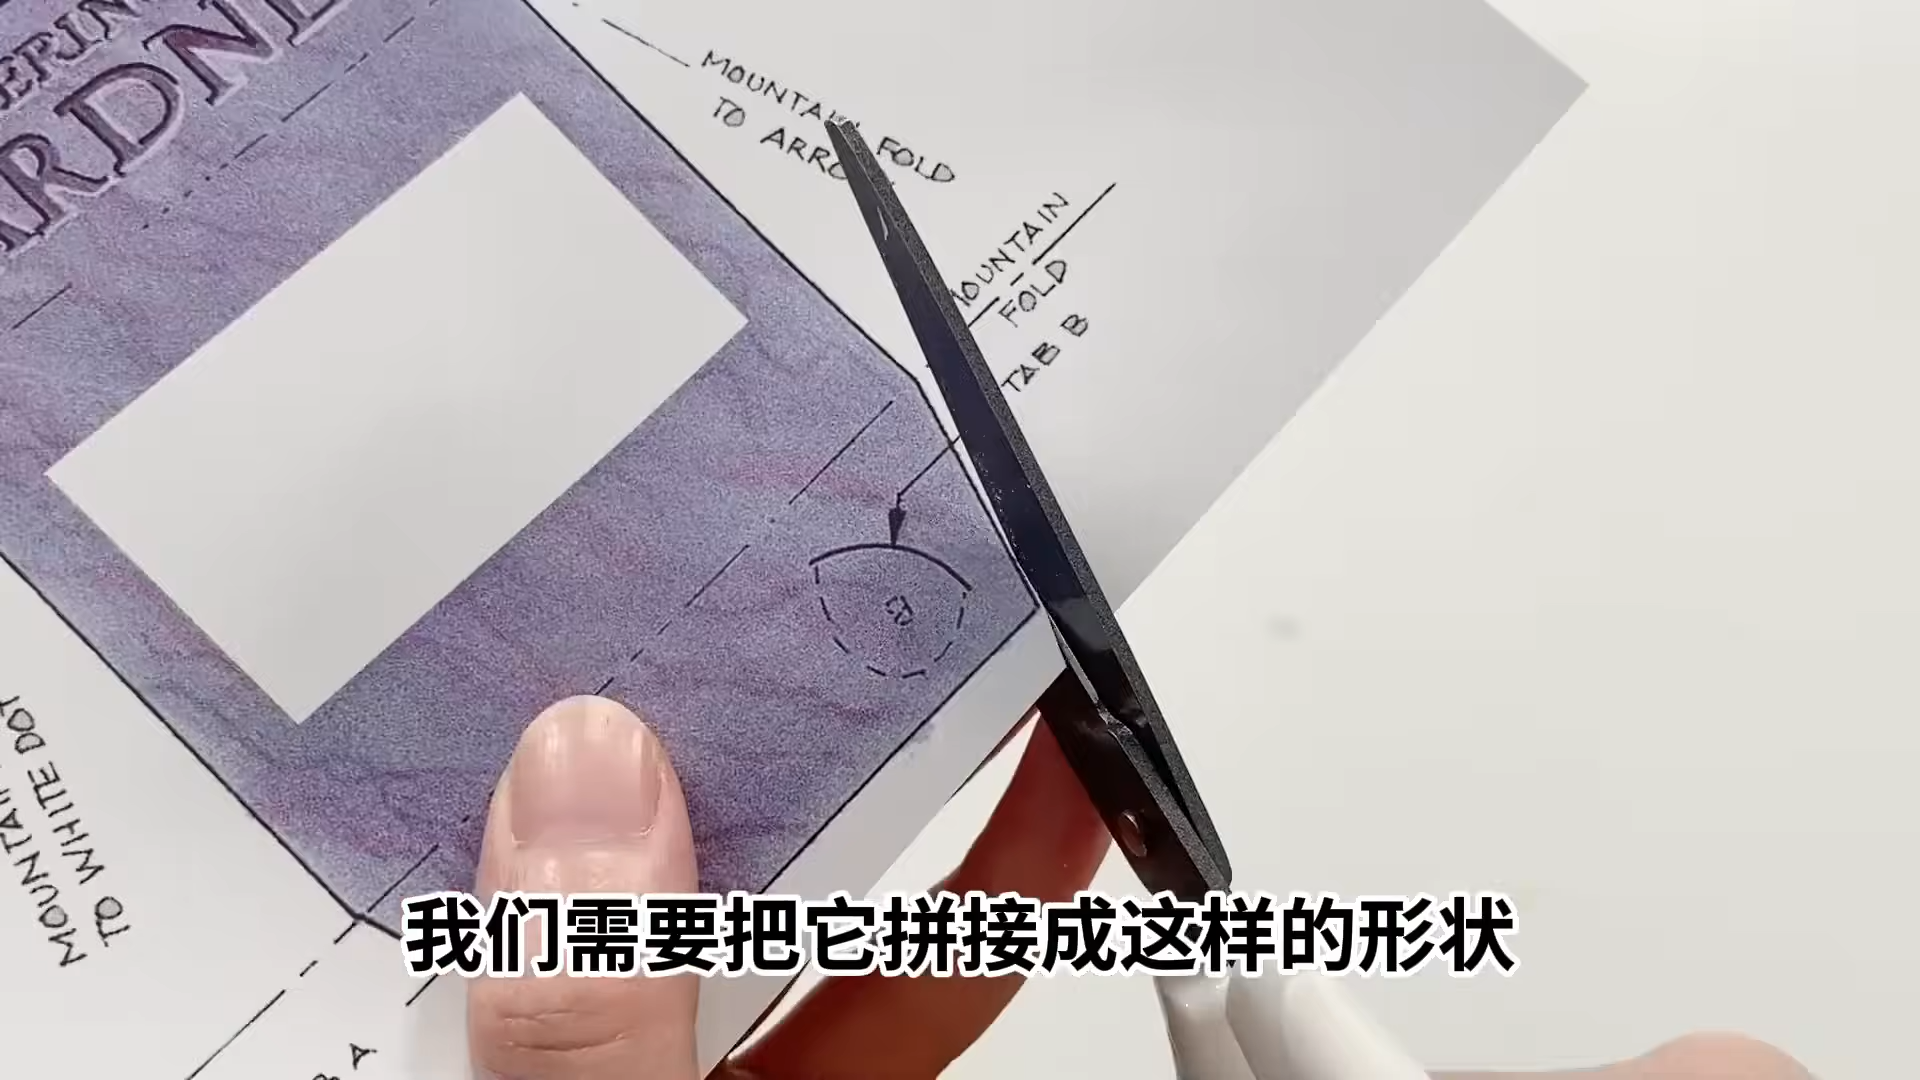 MOUNTAIN FOLD
TO ARRO
MOUNTAIN
FOLD
TAB B
B
TO WHITE DOT
我们需要把它拼接成这样的形状